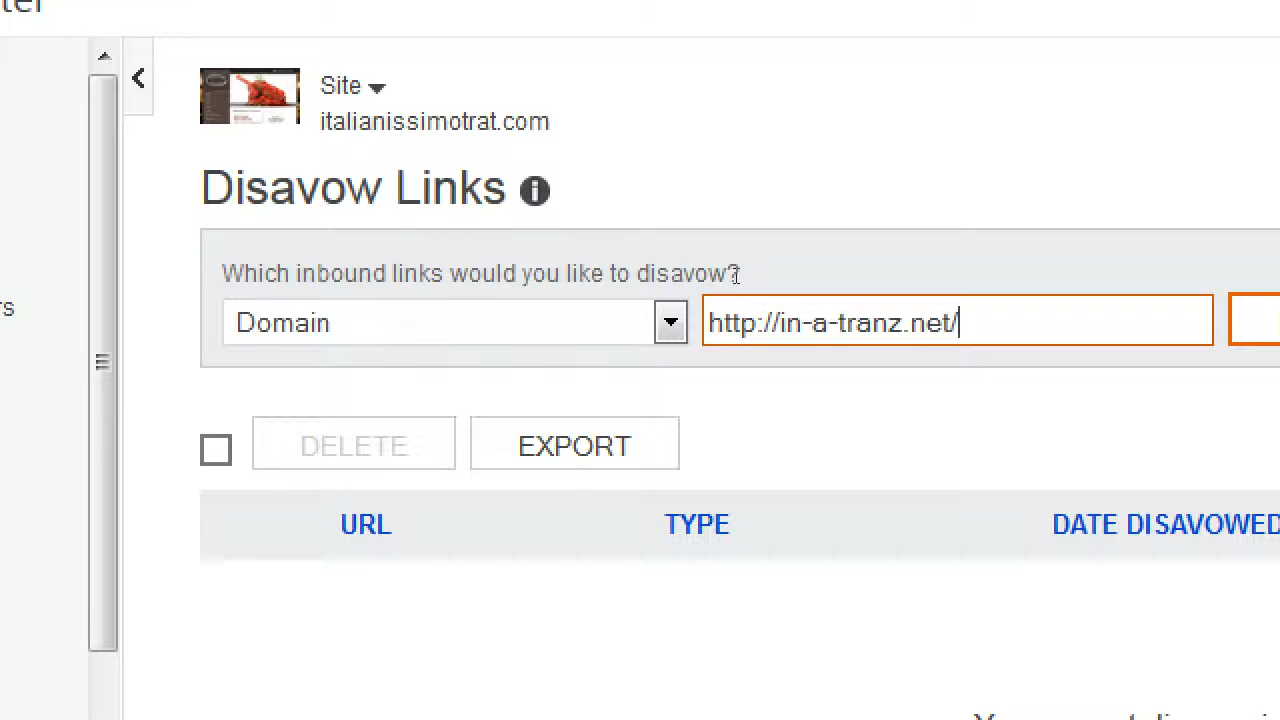 Site
italianissimotrat.com
Disavow Links
Which inbound links would you like to disavow?
Domain
http://in-a-tranz.net/
DELETE
EXPORT
URL
TYPE
DATE DISAVOWED